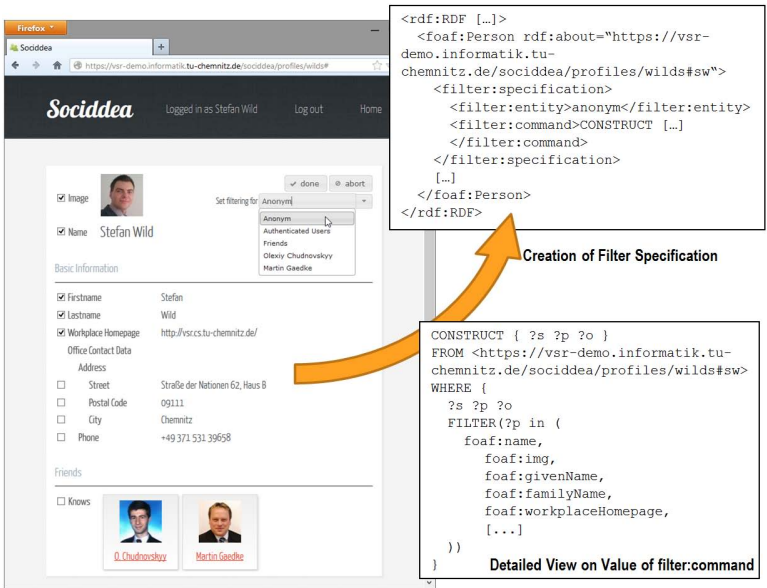 Firefox
Sociddea
+
https://vsr-demo.informatik.tu-chemnitz.de/sociddea/profiles/wilds#
Sociddea
Logged in as Stefan Wild
Log out
Home
done
abort
Image
Set filtering for
Anonym
Anonym
Authenticated Users
Friends
Olexiy Chudnovskyy
Martin Gaedke
Name
Stefan Wild
Basic Information
Firstname
Stefan
Lastname
Wild
Workplace Homepage
http://vsr.cs.tu-chemnitz.de/
Office Contact Data
Address
Street
Straße der Nationen 62, Haus B
Postal Code
09111
City
Chemnitz
Phone
+49 371 531 39658
Friends
Knows
O. Chudnovskyy
Martin Gaedke
<rdf:RDF […]>
<foaf:Person rdf:about="https://vsr-
demo.informatik.tu-
chemnitz.de/sociddea/profiles/wilds#sw“>
<filter:specification>
<filter:entity>anonym</filter:entity>
<filter:command>CONSTRUCT […]
</filter:command>
</filter:specification>
[…]
</foaf:Person>
</rdf:RDF>
Creation of Filter Specification
CONSTRUCT { ?s ?p ?o }
FROM <https://vsr-demo.informatik.tu-
chemnitz.de/sociddea/profiles/wilds#sw>
WHERE {
?s ?p ?o
FILTER(?p in (
foaf:name,
foaf:img,
foaf:givenName,
foaf:familyName,
foaf:workplaceHomepage,
[...]
))
}
Detailed View on Value of filter:command